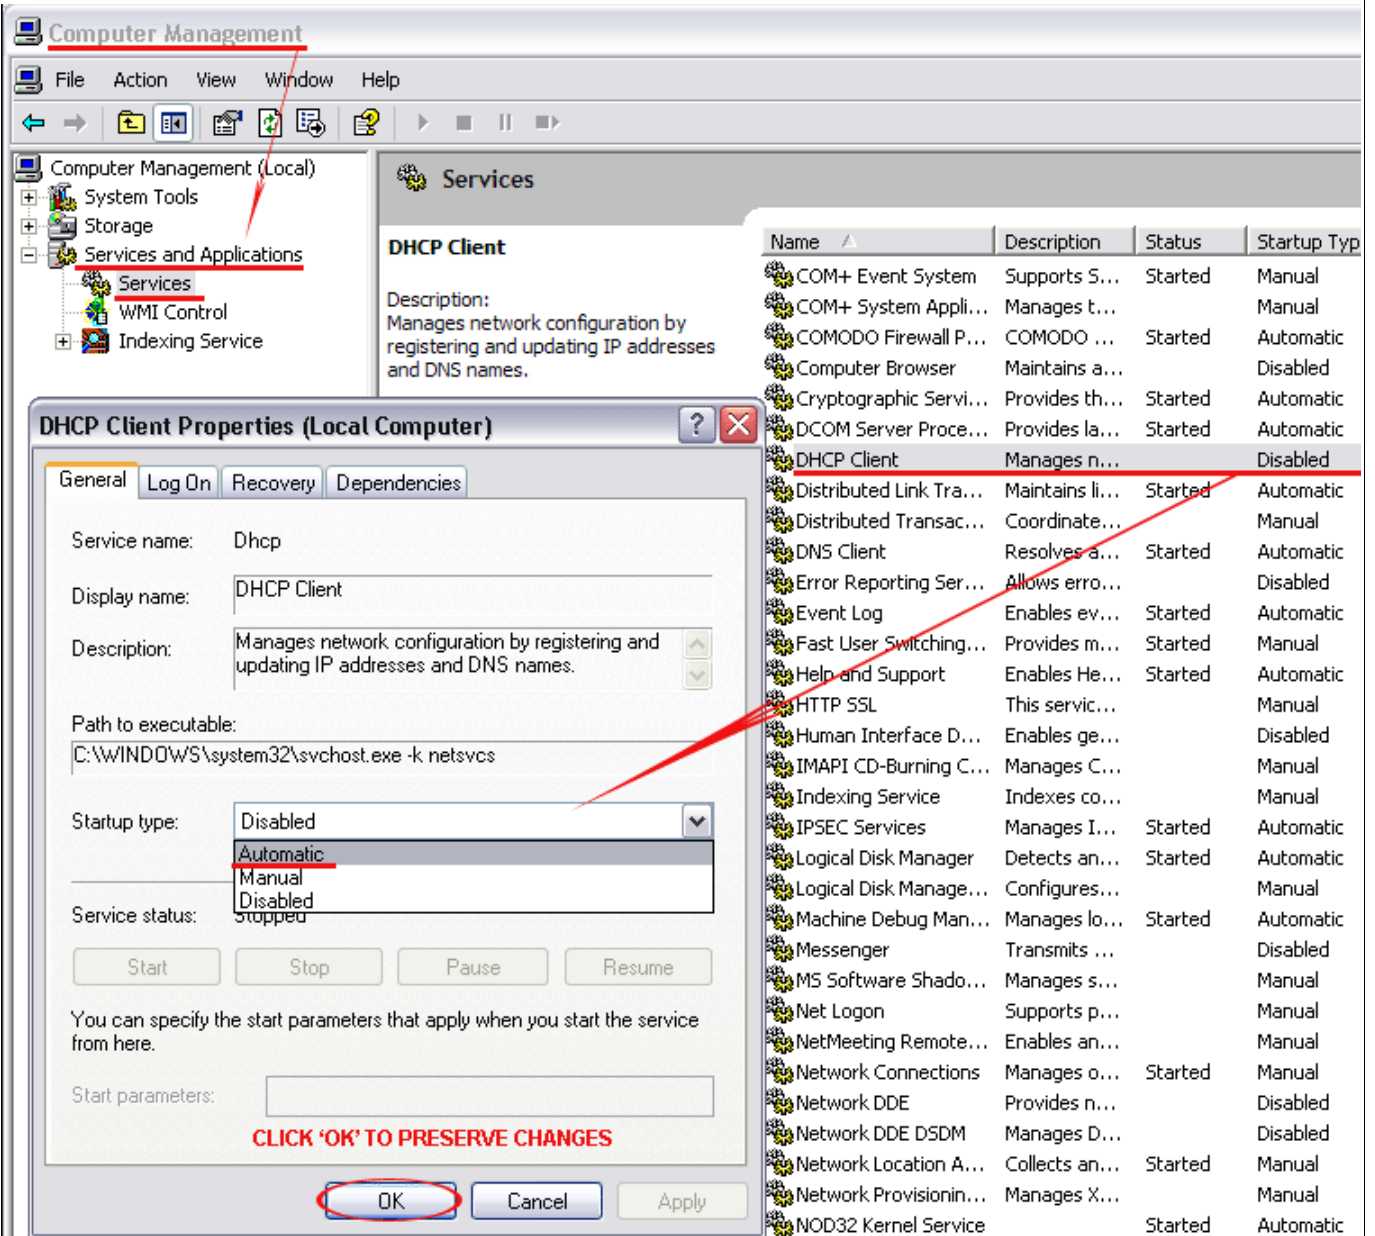 Computer Management
File Action View Window Help
Computer Management (Local)
System Tools
Storage
Services and Applications
Services
WMI Control
Indexing Service
Services
DHCP Client
Description:
Manages network configuration by
registering and updating IP addresses
and DNS names.
Name Description Status Startup Typ
COM+ Event System Supports S... Started Manual
COM+ System Appli... Manages t... Manual
COMODO Firewall P... COMODO ... Started Automatic
Computer Browser Maintains a... Disabled
Cryptographic Servi... Provides th... Started Automatic
DCOM Server Proce... Provides la... Started Automatic
DHCP Client Manages n... Disabled
Distributed Link Tra... Maintains li... Started Automatic
Distributed Transac... Coordinate... Manual
DNS Client Resolves a... Started Automatic
Error Reporting Ser... Allows erro... Disabled
Event Log Enables ev... Started Automatic
Fast User Switching... Provides m... Started Manual
Help and Support Enables He... Started Automatic
HTTP SSL This servic... Manual
Human Interface D... Enables ge... Disabled
IMAPI CD-Burning C... Manages C... Manual
Indexing Service Indexes co... Manual
IPSEC Services Manages I... Started Automatic
Logical Disk Manager Detects an... Started Automatic
Logical Disk Manage... Configures... Manual
Machine Debug Man... Manages lo... Started Automatic
Messenger Transmits ... Disabled
MS Software Shado... Manages s... Manual
Net Logon Supports p... Manual
NetMeeting Remote... Enables an... Manual
Network Connections Manages o... Started Manual
Network DDE Provides n... Disabled
Network DDE DSDM Manages D... Disabled
Network Location A... Collects an... Started Manual
Network Provisionin... Manages X... Manual
NOD32 Kernel Service Started Automatic
DHCP Client Properties (Local Computer)
General Log On Recovery Dependencies
Service name: Dhcp
Display name: DHCP Client
Description: Manages network configuration by registering and
updating IP addresses and DNS names.
Path to executable:
C:\WINDOWS\system32\svchost.exe -k netsvcs
Startup type: Disabled
Automatic
Manual
Disabled
Service status: Stopped
Start Stop Pause Resume
You can specify the start parameters that apply when you start the service
from here.
Start parameters:
CLICK ‘OK’ TO PRESERVE CHANGES
OK Cancel Apply